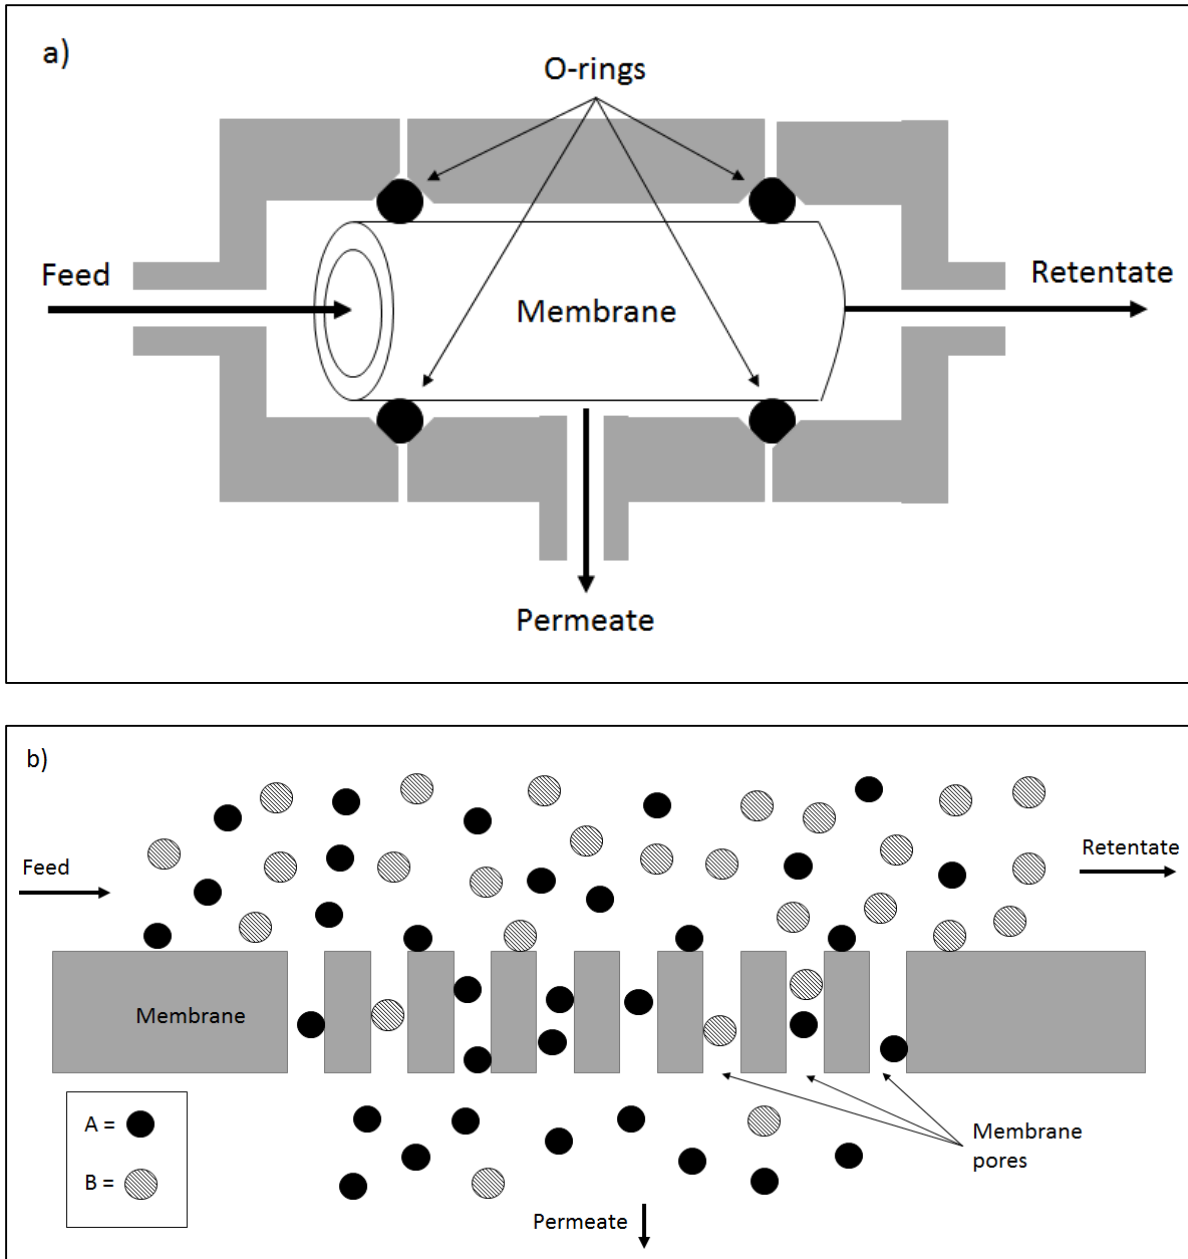 a)
O-rings
Feed
Membrane
Retentate
Permeate
b)
Feed
Retentate
Membrane
A =
B =
Membrane
pores
Permeate